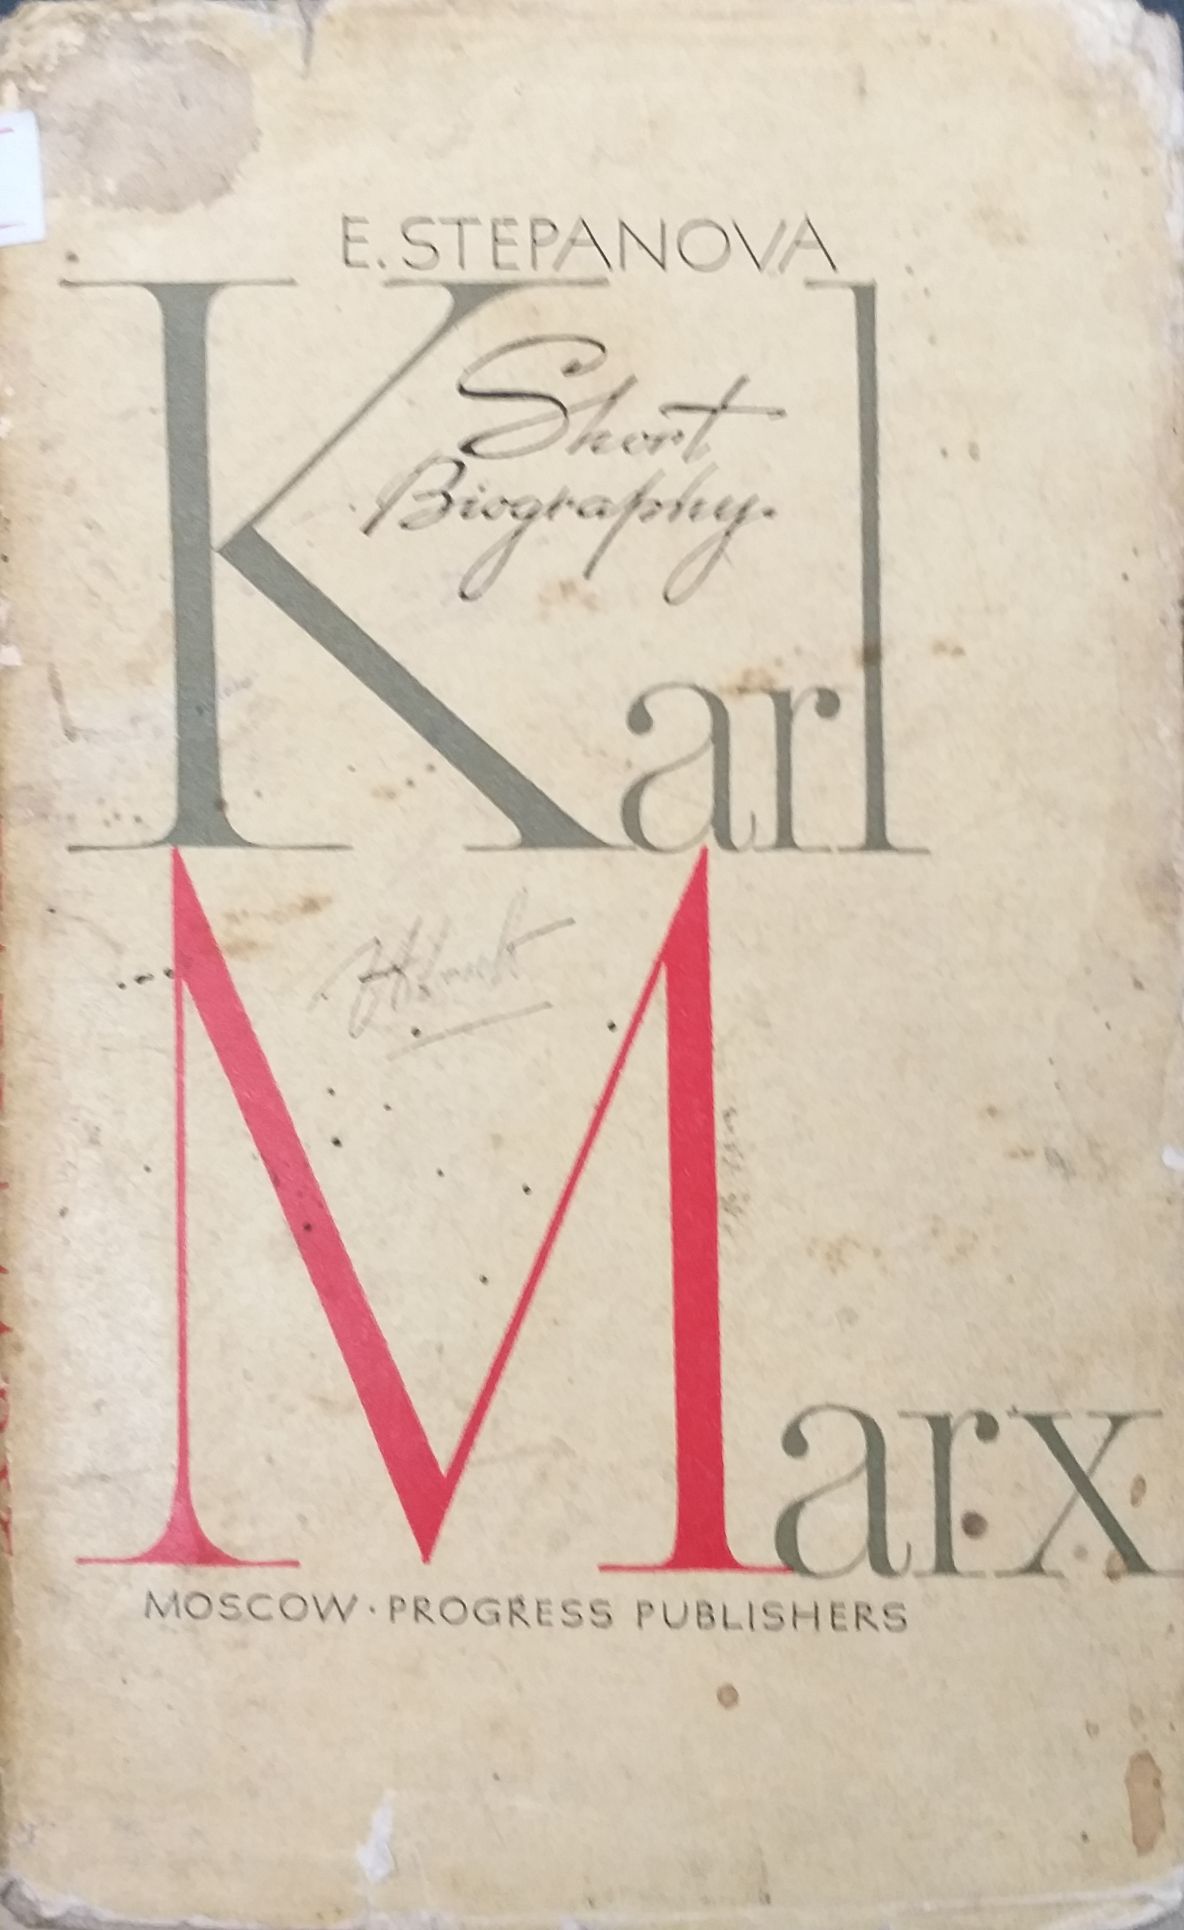 E. STEPANOVA
Short
Biography.
Karl
Marx
MOSCOW · PROGRESS PUBLISHERS